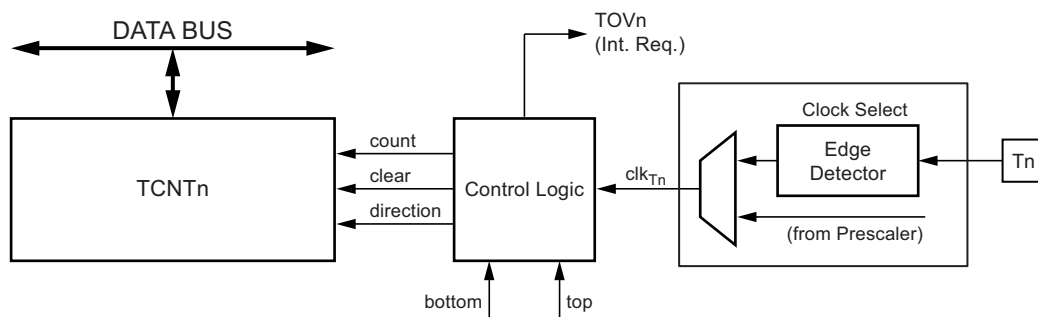 DATA BUS
TOVn
(Int. Req.)
TCNTn
count
clear
direction
Control Logic
clkTn
Clock Select
Edge
Detector
Tn
(from Prescaler)
bottom
top